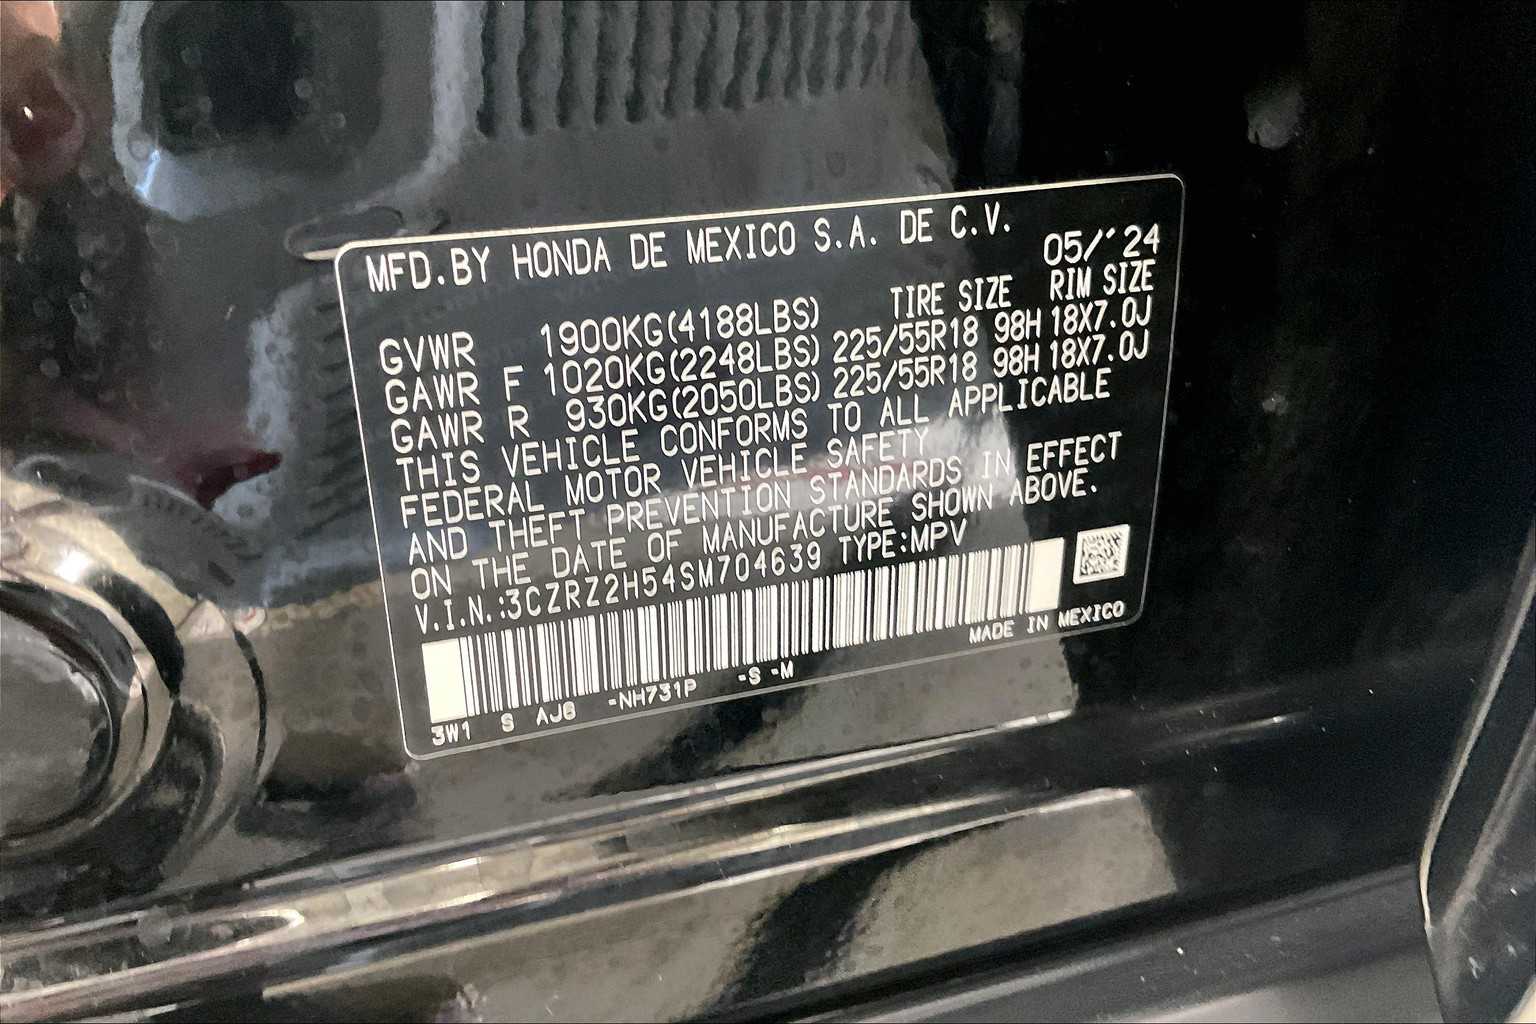 MFD.BY HONDA DE MEXICO S.A. DE C.V.
05/'24
TIRE SIZE RIM SIZE
GVWR 1900KG(4188LBS)
GAWR F 1020KG(2248LBS) 225/55R18 98H 18X7.0J
GAWR R 930KG(2050LBS) 225/55R18 98H 18X7.0J
THIS VEHICLE CONFORMS TO ALL APPLICABLE
FEDERAL MOTOR VEHICLE SAFETY
AND THEFT PREVENTION STANDARDS IN EFFECT
ON THE DATE OF MANUFACTURE SHOWN ABOVE.
V.I.N.:3CZRZ2H54SM704639 TYPE:MPV
MADE IN MEXICO
3W1 S AJ6 -NH731P -S -M